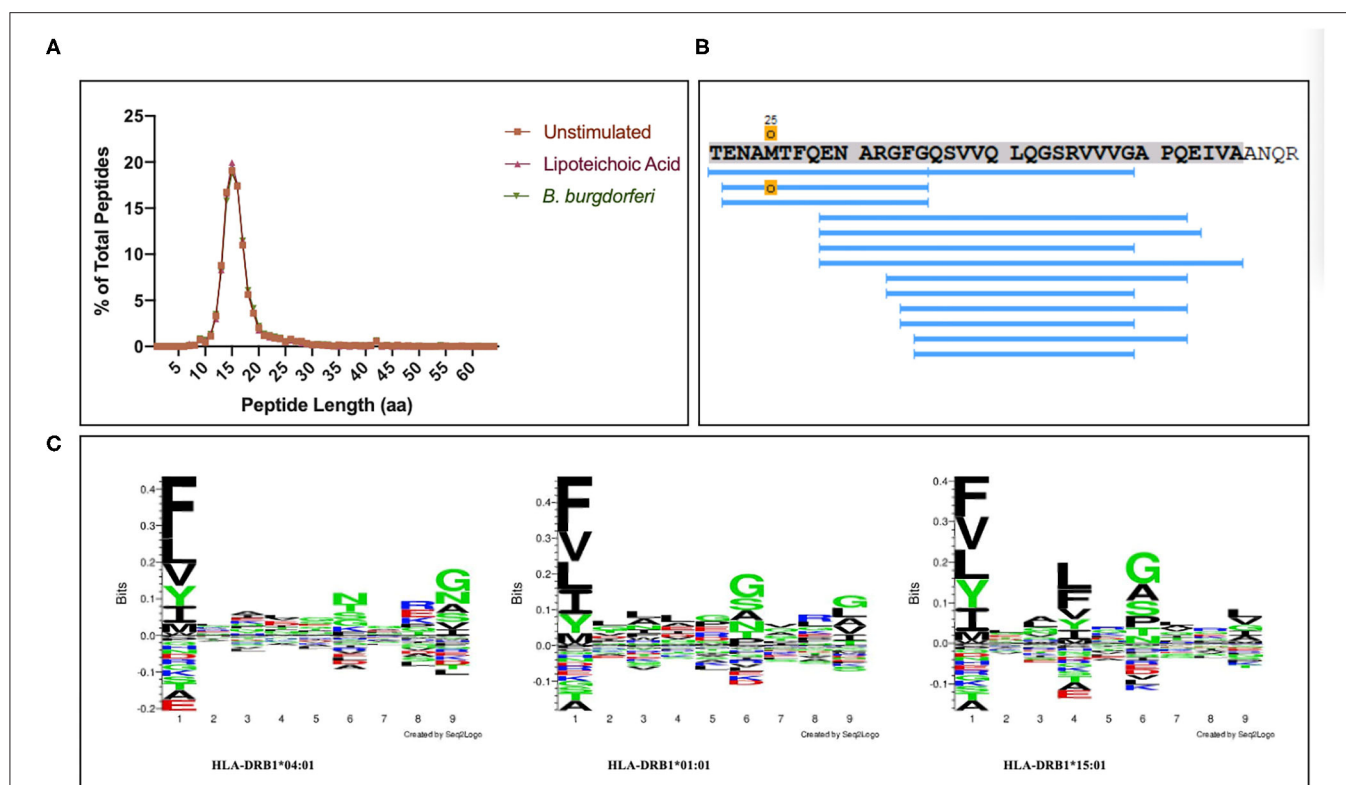 A
% of Total Peptides
25
20
15
10
5
0
5 10 15 20 25 30 35 40 45 50 55 60
Peptide Length (aa)
Unstimulated
Lipoteichoic Acid
B. burgdorferi
B
25
O
TENAMTFQEN ARGFGQSVVQ LQGSRVVVGA PQEIVAANQR
O
C
Bits
0.4
0.3
0.2
0.1
0.0
-0.1
-0.2
F
L
V
Y
I
M
A
E
N
G
N
1 2 3 4 5 6 7 8 9
Created by Seq2Logo
HLA-DRB1*04:01
Bits
0.4
0.3
0.2
0.1
0.0
-0.1
F
V
L
I
Y
M
A
G
S
A
N
G
1 2 3 4 5 6 7 8 9
Created by Seq2Logo
HLA-DRB1*01:01
Bits
0.4
0.3
0.2
0.1
0.0
-0.1
F
V
L
Y
I
M
A
L
F
Y
I
A
E
G
A
S
P
N
1 2 3 4 5 6 7 8 9
Created by Seq2Logo
HLA-DRB1*15:01